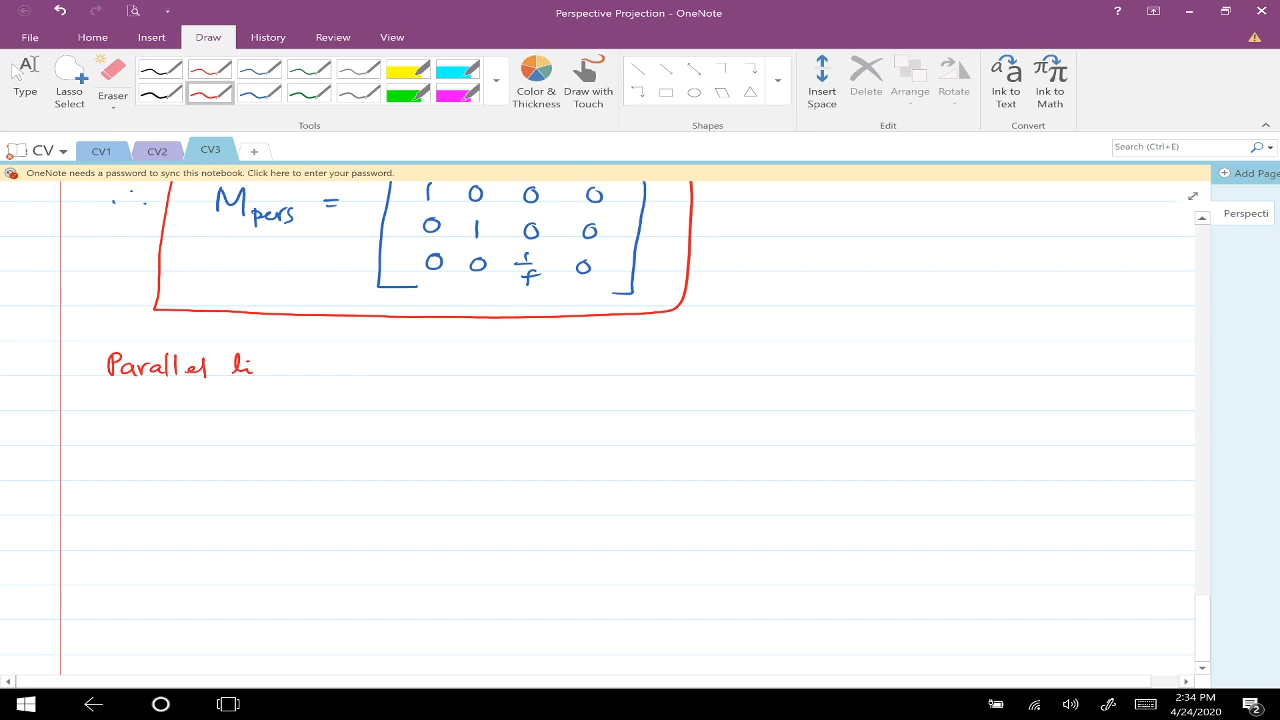 Perspective Projection - OneNote
File Home Insert Draw History Review View
Type
Lasso Select
Eraser
Color & Thickness
Draw with Touch
Insert Space
Delete
Arrange
Rotate
Ink to Text
Ink to Math
Tools Shapes Edit Convert
CV CV1 CV2 CV3 +
Search (Ctrl+E)
OneNote needs a password to sync this notebook. Click here to enter your password.
Add Page
Perspecti
∴ Mpers = 1 0 0 0
0 1 0 0
0 0 1/f 0
Parallel li
2:34 PM
4/24/2020
2